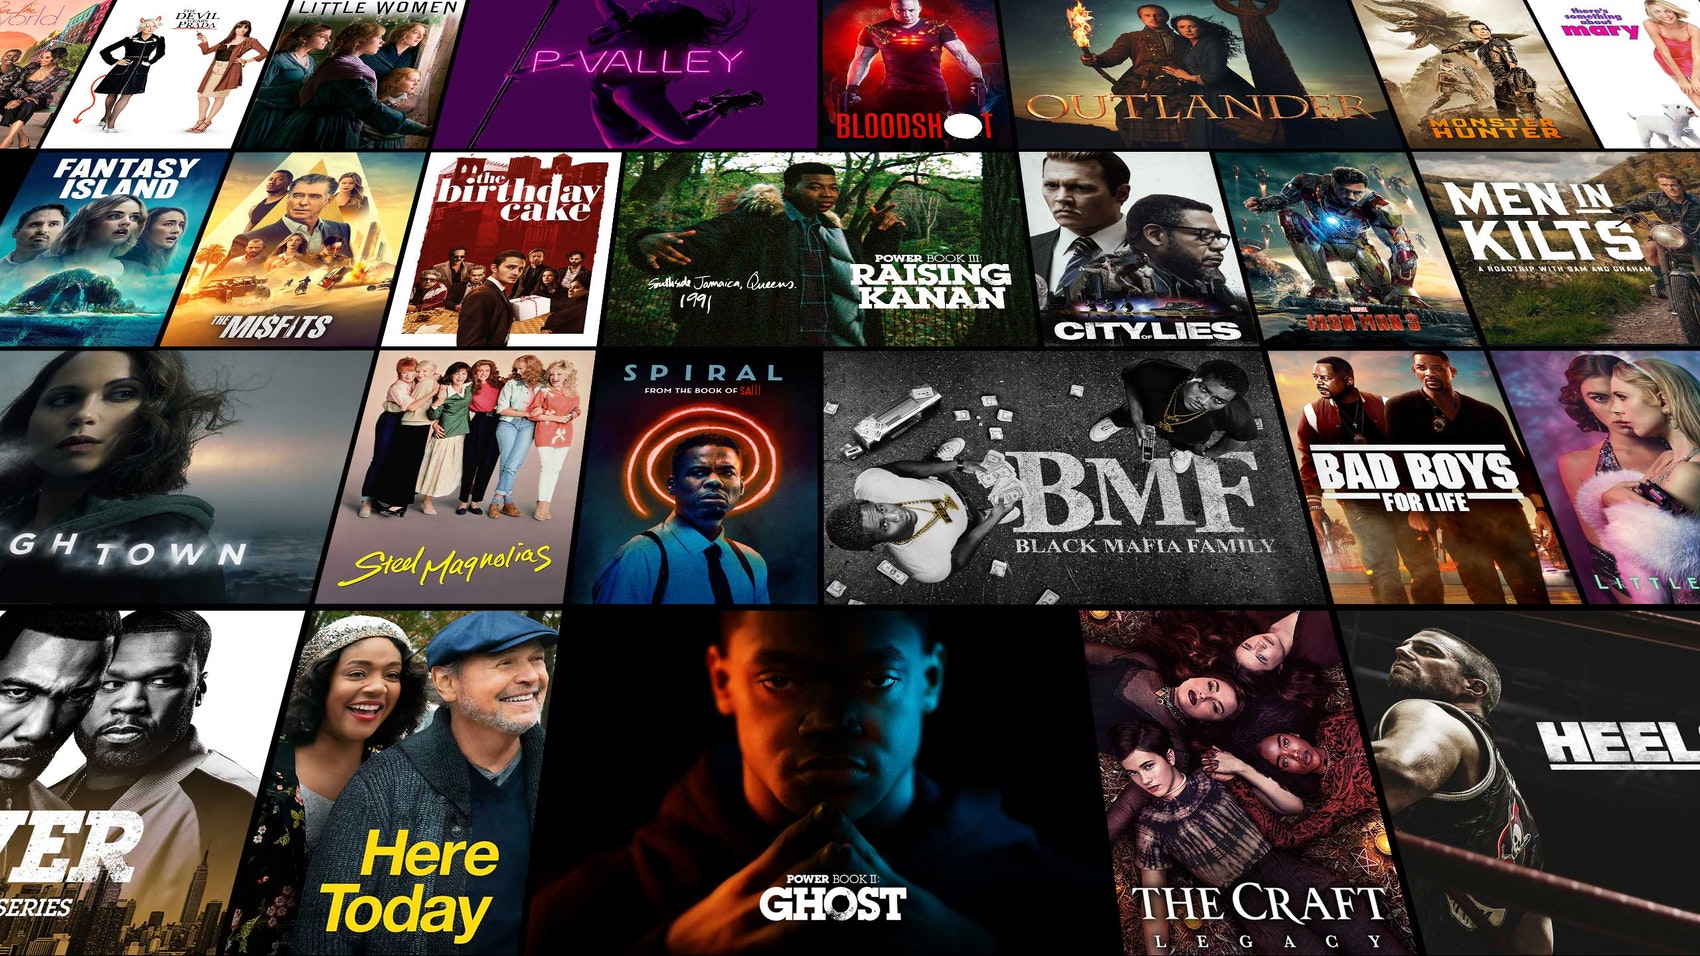 world
THE
DEVIL
WEARS
PRADA
LITTLE WOMEN
P-VALLEY
BLOODSHOT
OUTLANDER
MONSTER
HUNTER
there's
something
about
mary
FANTASY
ISLAND
THE MISFITS
the
birthday
cake
Southside Jamaica, Queens.
1991
POWER BOOK III:
RAISING
KANAN
CITY OF LIES
MARVEL
IRON MAN 3
MEN IN
KILTS
A ROADTRIP WITH SAM AND GRAHAM
GHTOWN
Steel Magnolias
SPIRAL
FROM THE BOOK OF SAW
BMF
BLACK MAFIA FAMILY
BAD BOYS
FOR LIFE
LITTLE
WER
SERIES
Here
Today
POWER BOOK II:
GHOST
THE CRAFT
LEGACY
HEELS